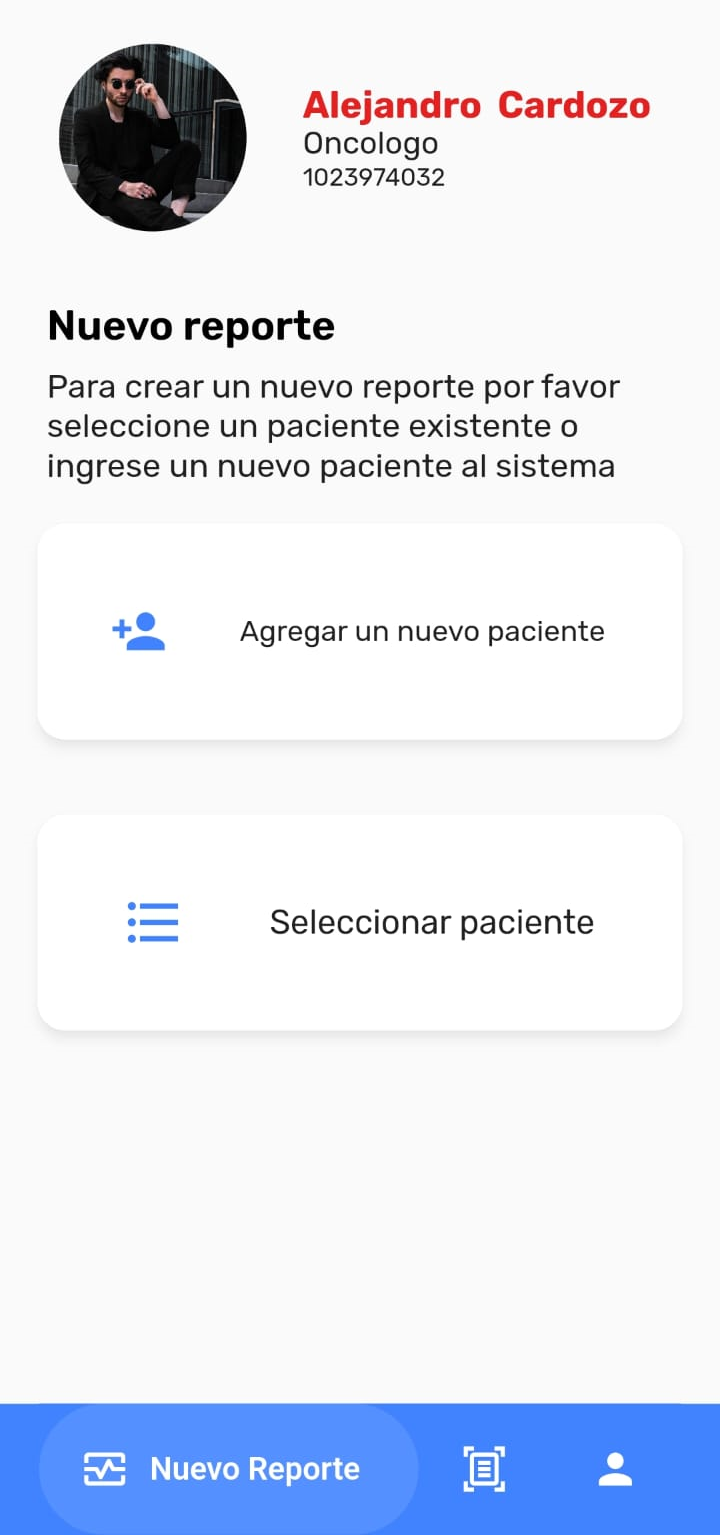 Alejandro Cardozo
Oncologo
1023974032
Nuevo reporte
Para crear un nuevo reporte por favor
seleccione un paciente existente o
ingrese un nuevo paciente al sistema
Agregar un nuevo paciente
Seleccionar paciente
Nuevo Reporte